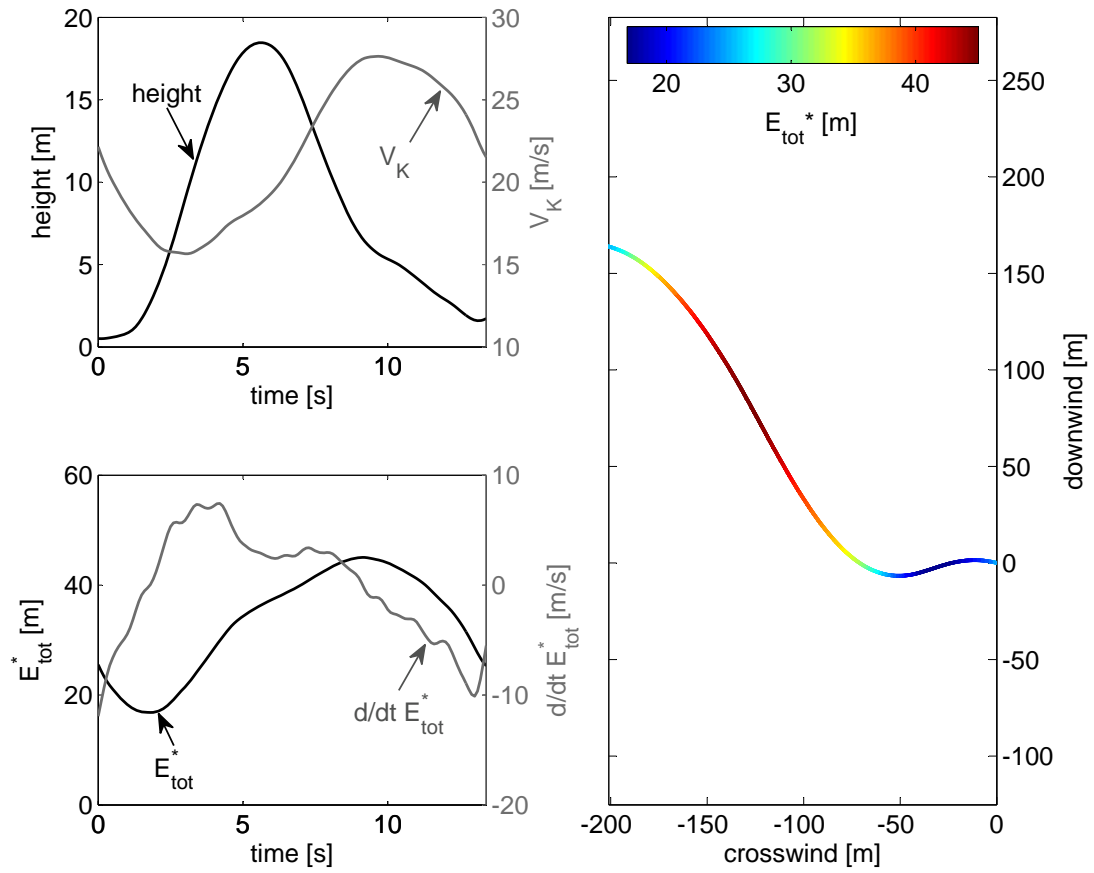 20
15
10
5
0
height [m]
height
V_K
30
25
20
15
10
V_K [m/s]
0 5 10
time [s]
60
40
20
0
E*_tot [m]
E*_tot
d/dt E*_tot
10
0
-10
-20
d/dt E*_tot [m/s]
0 5 10
time [s]
20 30 40
E_tot* [m]
250
200
150
100
50
0
-50
-100
downwind [m]
-200 -150 -100 -50 0
crosswind [m]